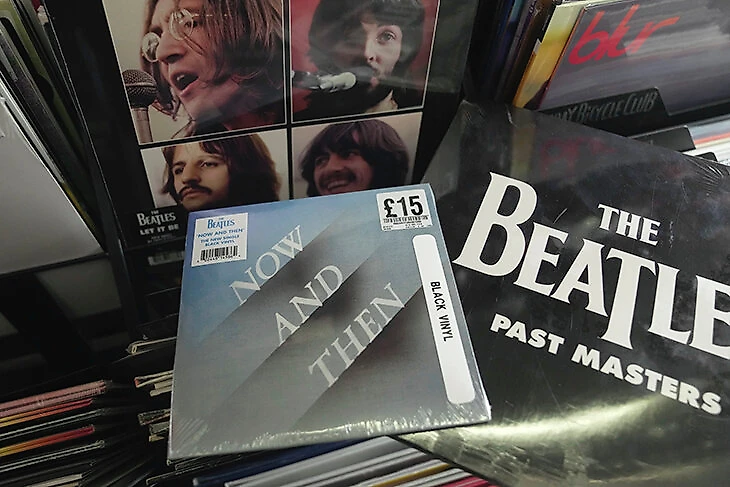 blur
BICYCLE CLUB
THE
BEATLES
LET IT BE
THE
BEATLES
"NOW AND THEN"
THE NEW SINGLE
BLACK VINYL
£15
NOW
AND
THEN
BLACK VINYL
THE
BEATLE
PAST MASTERS